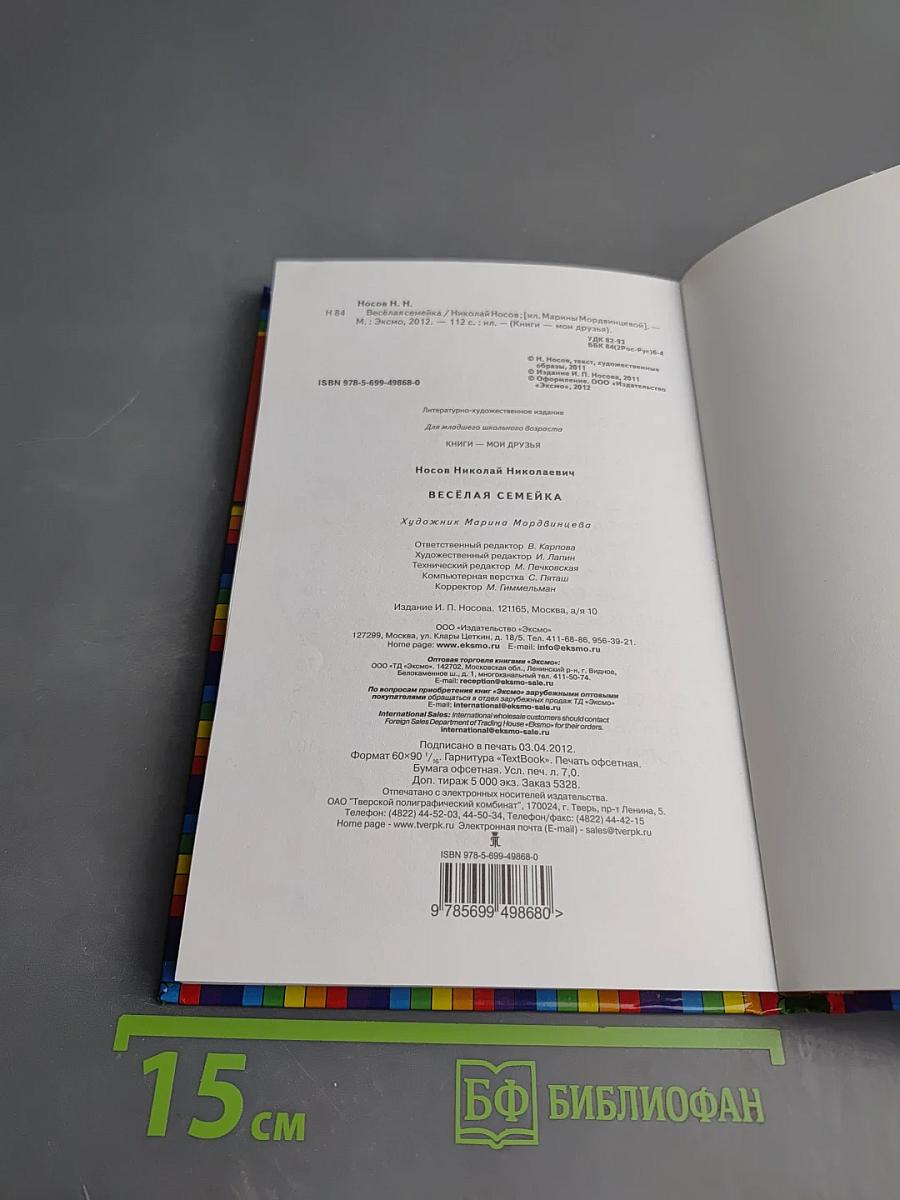 Носов Н. Н.
Н 84 Весёлая семейка / Николай Носов ; [ил. Марины Мордвинцевой]. —
М. : Эксмо, 2012. — 112 с. : ил. — (Книги — мои друзья).
УДК 82-93
ББК 84(2Рос-Рус)6-4
© Н. Носов, текст, художественные
образы, 2011
© Издание И. П. Носова, 2011
© Оформление. ООО «Издательство
«Эксмо», 2012
ISBN 978-5-699-49868-0
Литературно-художественное издание
Для младшего школьного возраста
КНИГИ — МОИ ДРУЗЬЯ
Носов Николай Николаевич
ВЕСЁЛАЯ СЕМЕЙКА
Художник Марина Мордвинцева
Ответственный редактор В. Карпова
Художественный редактор И. Лапин
Технический редактор М. Печковская
Компьютерная верстка С. Пяташ
Корректор М. Гиммельман
Издание И. П. Носова. 121165, Москва, а/я 10
ООО «Издательство «Эксмо»
127299, Москва, ул. Клары Цеткин, д. 18/5. Тел. 411-68-86, 956-39-21.
Home page: www.eksmo.ru E-mail: info@eksmo.ru
Оптовая торговля книгами «Эксмо»:
ООО «ТД «Эксмо». 142702, Московская обл., Ленинский р-н, г. Видное,
Белокаменное ш., д. 1, многоканальный тел. 411-50-74.
E-mail: reception@eksmo-sale.ru
По вопросам приобретения книг «Эксмо» зарубежными оптовыми
покупателями обращаться в отдел зарубежных продаж ТД «Эксмо»
E-mail: international@eksmo-sale.ru
International Sales: International wholesale customers should contact
Foreign Sales Department of Trading House «Eksmo» for their orders.
international@eksmo-sale.ru
Подписано в печать 03.04.2012.
Формат 60×90 1/16. Гарнитура «TextBook». Печать офсетная.
Бумага офсетная. Усл. печ. л. 7,0.
Доп. тираж 5 000 экз. Заказ 5328.
Отпечатано с электронных носителей издательства.
ОАО "Тверской полиграфический комбинат", 170024, г. Тверь, пр-т Ленина, 5.
Телефон: (4822) 44-52-03, 44-50-34, Телефон/факс: (4822) 44-42-15
Home page - www.tverpk.ru Электронная почта (E-mail) - sales@tverpk.ru
ISBN 978-5-699-49868-0
9 785699 498680 >
15 см
БФ БИБЛИОФАН